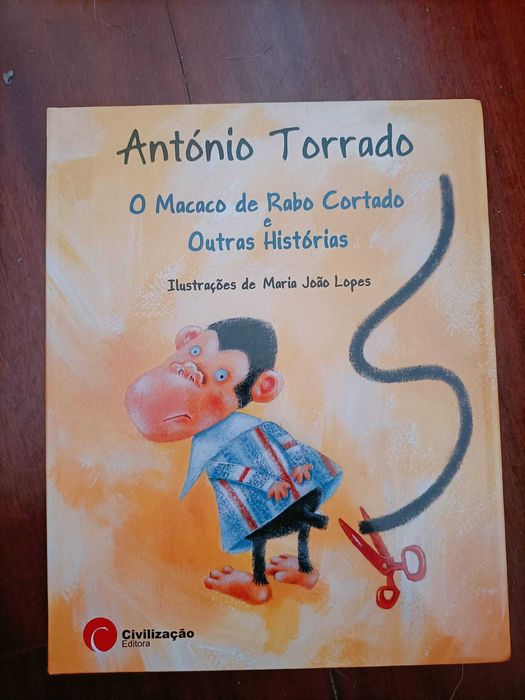 António Torrado
O Macaco de Rabo Cortado
e
Outras Histórias
Ilustrações de Maria João Lopes
Civilização
Editora